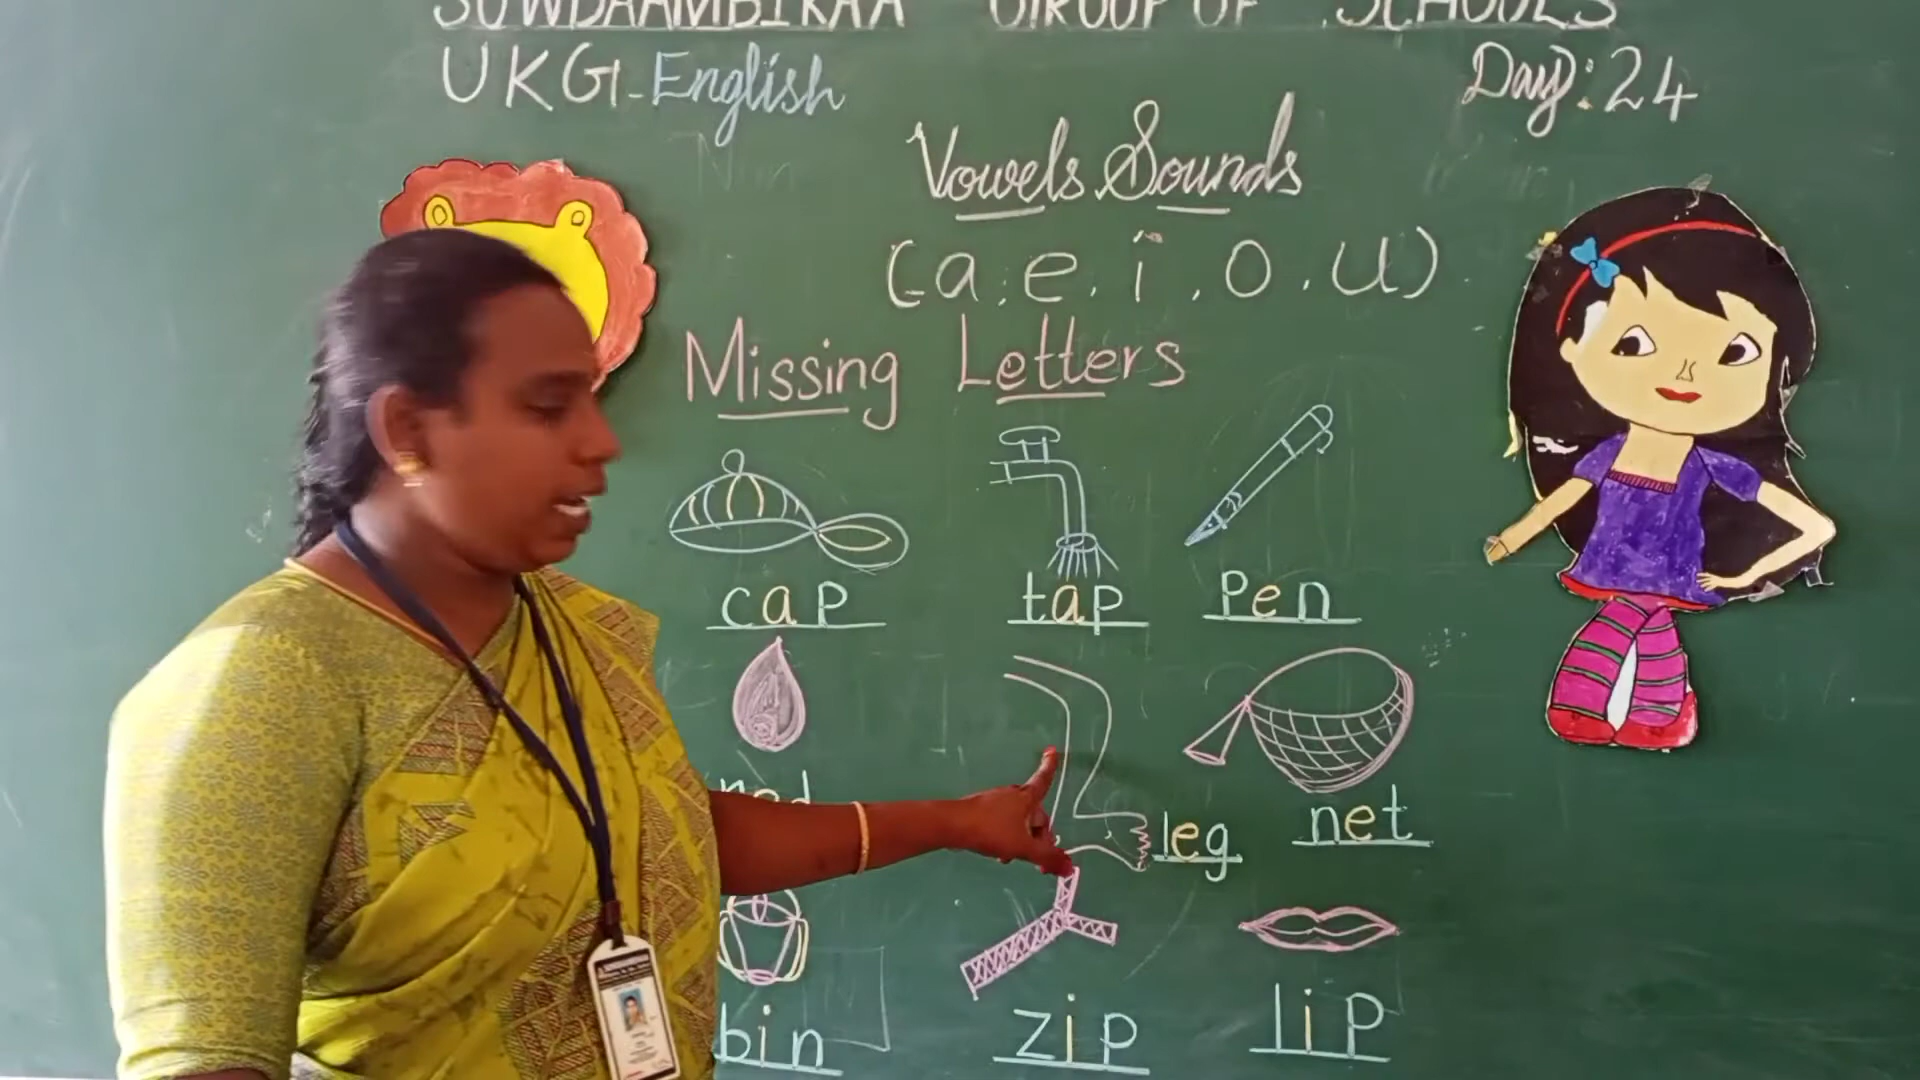 SOWDAAMBIKAA GROUP OF SCHOOLS
UKG-English Day: 24
Vowels Sounds
(a, e, i, o, u)
Missing Letters
cap tap Pen
leg net
bin zip lip